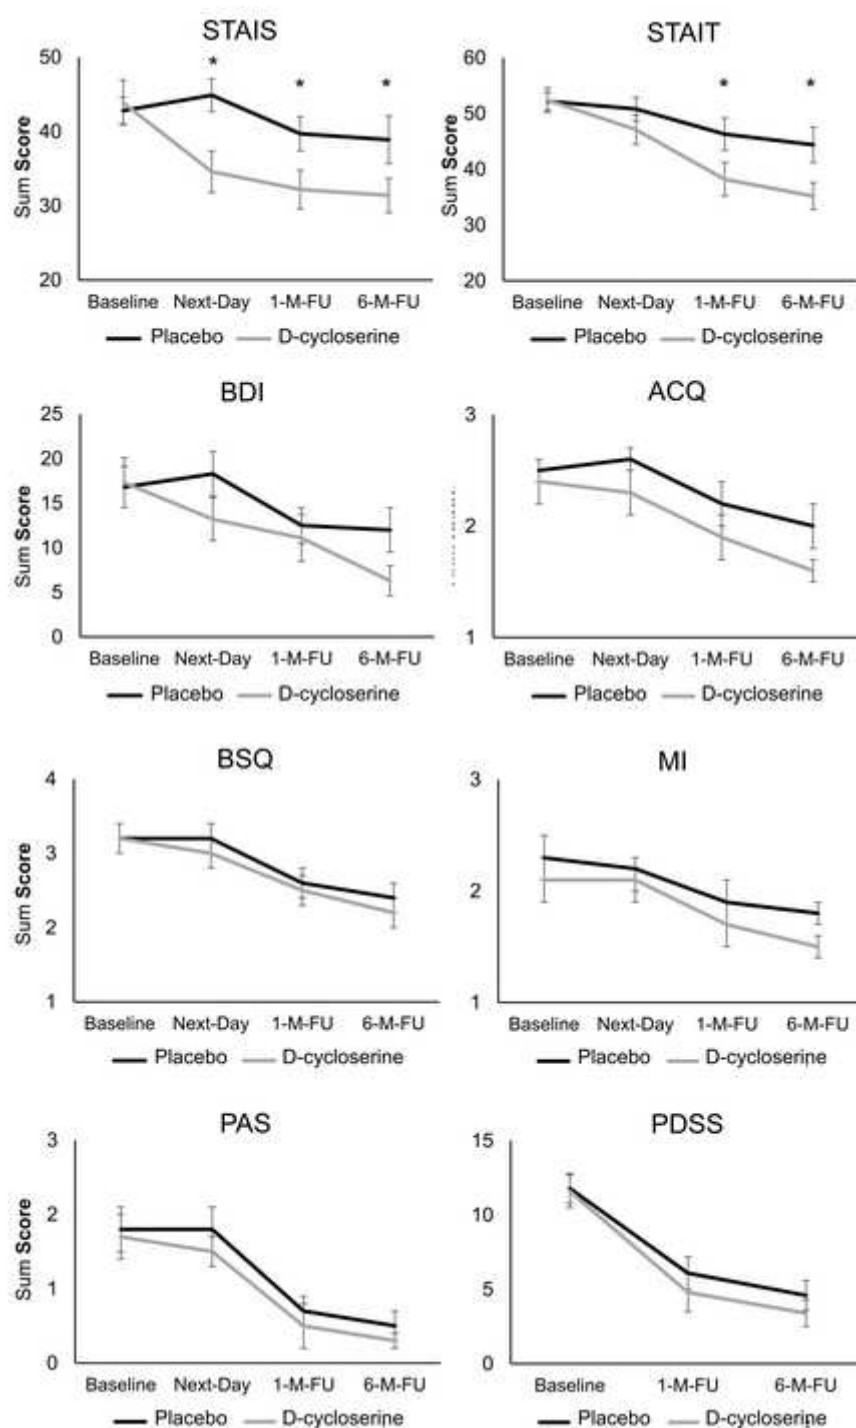 STAIS
50
*
*
*
40
30
20
Sum Score
Baseline Next-Day 1-M-FU 6-M-FU
Placebo D-cycloserine
STAIT
60
*
*
50
40
30
20
Sum Score
Baseline Next-Day 1-M-FU 6-M-FU
Placebo D-cycloserine
BDI
25
20
15
10
5
0
Sum Score
Baseline Next-Day 1-M-FU 6-M-FU
Placebo D-cycloserine
ACQ
3
2
1
Baseline Next-Day 1-M-FU 6-M-FU
Placebo D-cycloserine
BSQ
4
3
2
1
Sum Score
Baseline Next-Day 1-M-FU 6-M-FU
Placebo D-cycloserine
MI
3
2
1
Baseline Next-Day 1-M-FU 6-M-FU
Placebo D-cycloserine
PAS
3
2
1
0
Sum Score
Baseline Next-Day 1-M-FU 6-M-FU
Placebo D-cycloserine
PDSS
15
10
5
0
Baseline 1-M-FU 6-M-FU
Placebo D-cycloserine